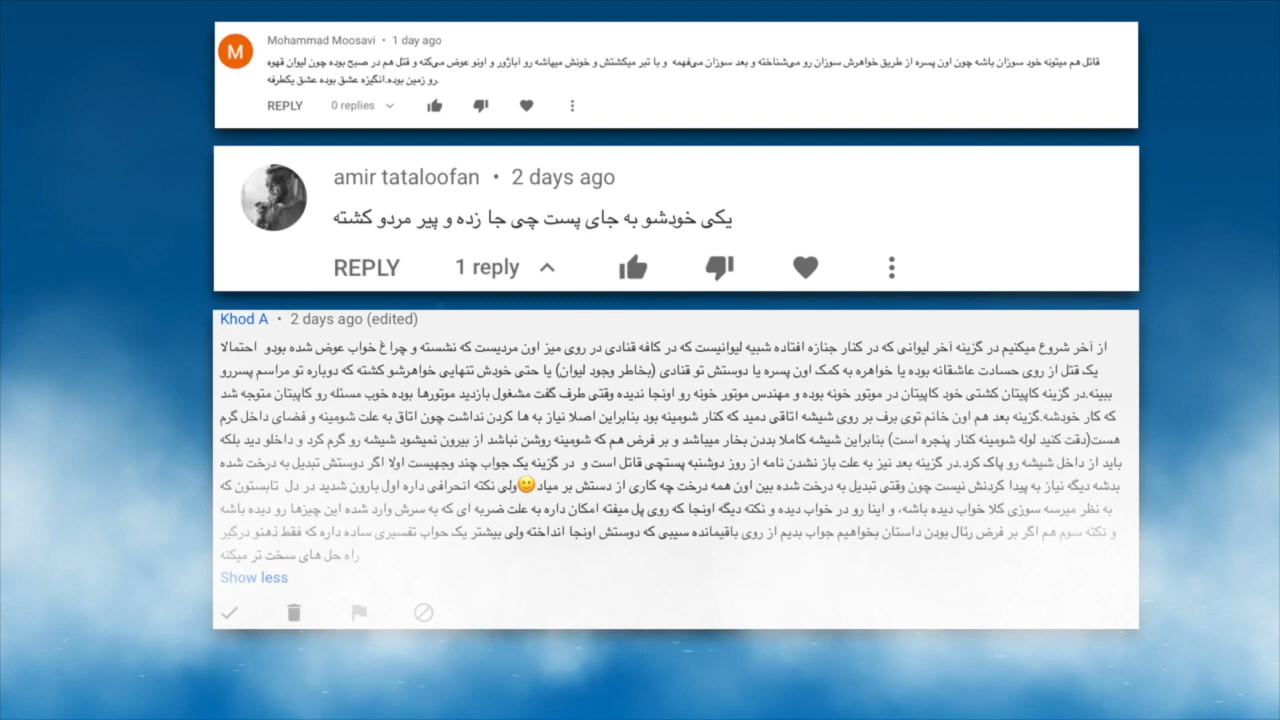 M
Mohammad Moosavi • 1 day ago
قاتل هم میتونه خود سوزان باشه چون اون پسره از طریق خواهرش سوزان رو می‌شناخته و بعد سوزان می‌فهمه و با تبر میکشتش و خونش میپاشه رو آباژور و اونو عوض می‌کنه و قتل هم در صبح بوده چون لیوان قهوه
رو زمین بوده.انگیزه عشق بوده عشق یکطرفه.
REPLY 0 replies
amir tataloofan • 2 days ago
یکی خودشو به جای پست چی جا زده و پیر مردو کشته
REPLY 1 reply
Khod A • 2 days ago (edited)
از آخر شروع میکنیم در گزینه آخر لیوانی که در کنار جنازه افتاده شبیه لیوانیست که در کافه قنادی در روی میز اون مردیست که نشسته و چراغ خواب عوض شده بودو احتمالا
یک قتل از روی حسادت عاشقانه بوده یا خواهره به کمک اون پسره یا دوستش تو قنادی (بخاطر وجود لیوان) یا حتی خودش تنهایی خواهرشو کشته که دوباره تو مراسم پسررو
ببینه.در گزینه کاپیتان کشتی خود کاپیتان در موتور خونه بوده و مهندس موتور خونه رو اونجا ندیده وقتی طرف گفت مشغول بازدید موتورها بوده خوب مسئله رو کاپیتان متوجه شد
که کار خودشه.گزینه بعد هم اون خانم توی برف بر روی شیشه اتاقی دمید که کنار شومینه بود بنابراین اصلا نیاز به ها کردن نداشت چون اتاق به علت شومینه و فضای داخل گرم
هست(دقت کنید لوله شومینه کنار پنجره است) بنابراین شیشه کاملا بددن بخار میباشد و بر فرض هم که شومینه روشن نباشد از بیرون نمیشود شیشه رو گرم کرد و داخلو دید بلکه
باید از داخل شیشه رو پاک کرد.در گزینه بعد نیز به علت باز نشدن نامه از روز دوشنبه پستچی قاتل است و در گزینه یک جواب چند وجهیست اولا اگر دوستش تبدیل به درخت شده
بدشه دیگه نیاز به پیدا کردنش نیست چون وقتی تبدیل به درخت شده بین اون همه درخت چه کاری از دستش بر میاد🙂ولی نکته انحرافی داره اول بارون شدید در دل تابستون که
به نظر میرسه سوزی کلا خواب دیده باشه، و اینا رو در خواب دیده و نکته دیگه اونجا که روی پل میفته امکان داره به علت ضربه ای که به سرش وارد شده این چیزها رو دیده باشه
و نکته سوم هم اگر بر فرض رئال بودن داستان بخواهیم جواب بدیم از روی باقیمانده سیبی که دوستش اونجا انداخته ولی بیشتر یک جواب تفسیری ساده داره که فقط ذهنو درگیر
راه حل های سخت تر میکنه
Show less